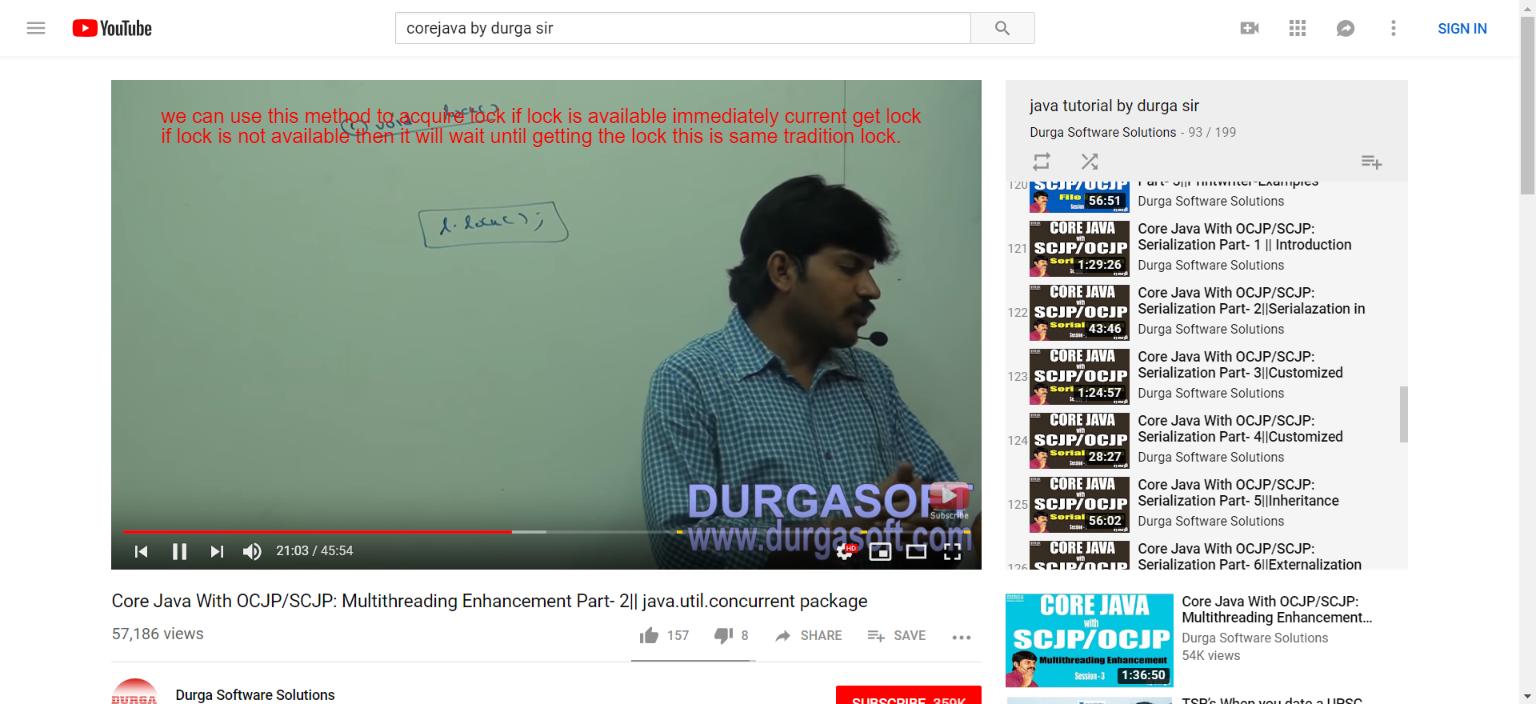 YouTube
corejava by durga sir
SIGN IN
we can use this method to acquire lock if lock is available immediately current get lock
if lock is not available then it will wait until getting the lock this is same tradition lock.
(1) void lock()
l.lock();
DURGASOFT
www.durgasoft.com
Subscribe
21:03 / 45:54
HD
Core Java With OCJP/SCJP: Multithreading Enhancement Part- 2|| java.util.concurrent package
57,186 views
157
8
SHARE
SAVE
Durga Software Solutions
SUBSCRIBE 359K
java tutorial by durga sir
Durga Software Solutions - 93 / 199
120
SCJP/OCJP
File
56:51
Part- 5||Printwriter-Examples
Durga Software Solutions
121
CORE JAVA
with
SCJP/OCJP
1:29:26
Core Java With OCJP/SCJP:
Serialization Part- 1 || Introduction
Durga Software Solutions
122
CORE JAVA
with
SCJP/OCJP
43:46
Core Java With OCJP/SCJP:
Serialization Part- 2||Serialazation in
Durga Software Solutions
123
CORE JAVA
with
SCJP/OCJP
1:24:57
Core Java With OCJP/SCJP:
Serialization Part- 3||Customized
Durga Software Solutions
124
CORE JAVA
with
SCJP/OCJP
28:27
Core Java With OCJP/SCJP:
Serialization Part- 4||Customized
Durga Software Solutions
125
CORE JAVA
with
SCJP/OCJP
56:02
Core Java With OCJP/SCJP:
Serialization Part- 5||Inheritance
Durga Software Solutions
126
CORE JAVA
with
SCJP/OCJP
Core Java With OCJP/SCJP:
Serialization Part- 6||Externalization
CORE JAVA
with
SCJP/OCJP
Multithreading Enhancement
Session - 3
1:36:50
Core Java With OCJP/SCJP:
Multithreading Enhancement...
Durga Software Solutions
54K views
TSP's When you date a UPSC